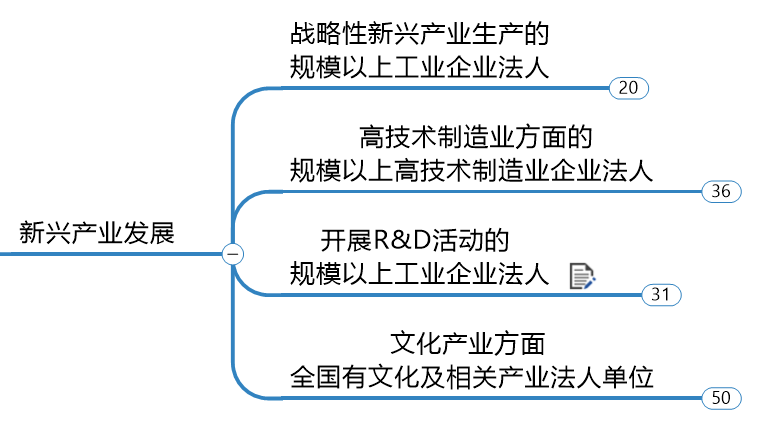 战略性新兴产业生产的
规模以上工业企业法人
20
高技术制造业方面的
规模以上高技术制造业企业法人
36
新兴产业发展
开展R&D活动的
规模以上工业企业法人
31
文化产业方面
全国有文化及相关产业法人单位
50